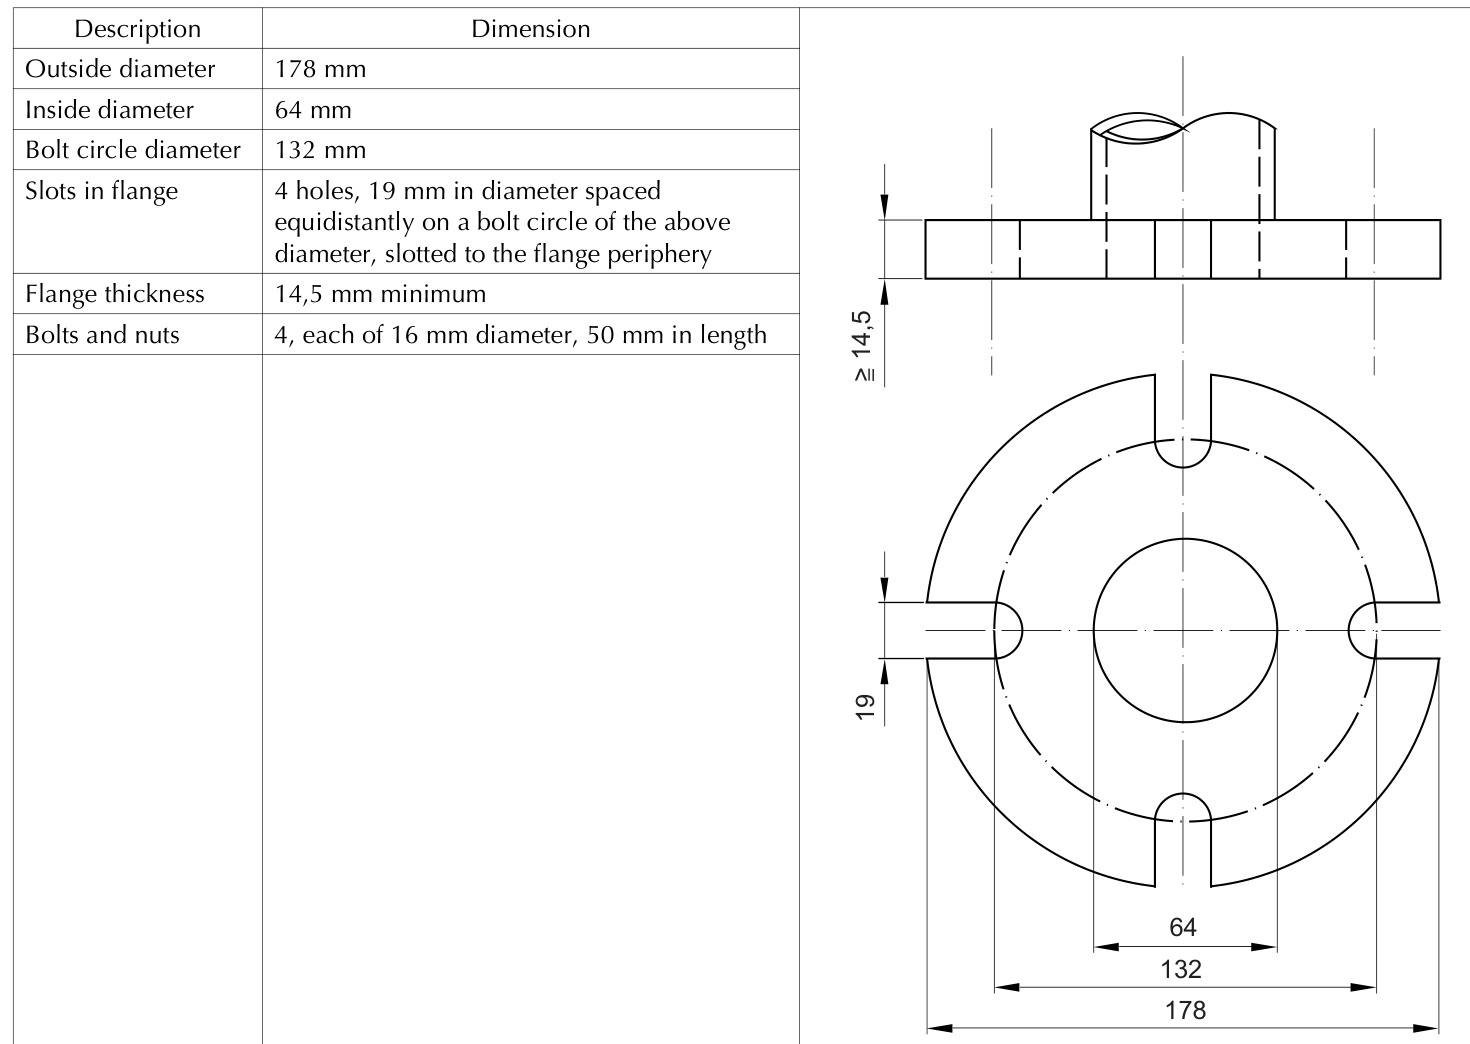 Description Dimension
Outside diameter 178 mm
Inside diameter 64 mm
Bolt circle diameter 132 mm
Slots in flange 4 holes, 19 mm in diameter spaced
equidistantly on a bolt circle of the above
diameter, slotted to the flange periphery
Flange thickness 14,5 mm minimum
Bolts and nuts 4, each of 16 mm diameter, 50 mm in length
≧ 14,5
19
64
132
178